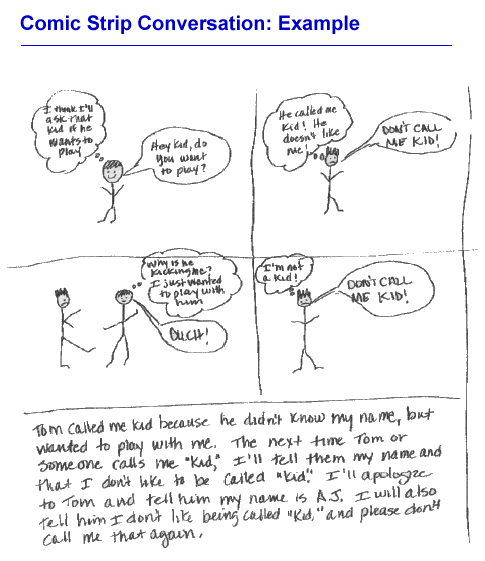 Comic Strip Conversation: Example
I think I'll
ask that
kid if he
wants to
play
Hey kid, do
you want
to play?
He called me
kid! He
doesn't like
me!
DON'T CALL
ME KID!
Why is he
kicking me?
I just wanted
to play with
him
OUCH!
I'm not
a kid!
DON'T CALL
ME KID!
Tom called me kid because he didn't know my name, but
wanted to play with me. The next time Tom or
someone calls me "kid," I'll tell them my name and
that I don't like to be called "kid." I'll apologize
to Tom and tell him my name is A.J. I will also
tell him I don't like being called "kid," and please don't
call me that again.